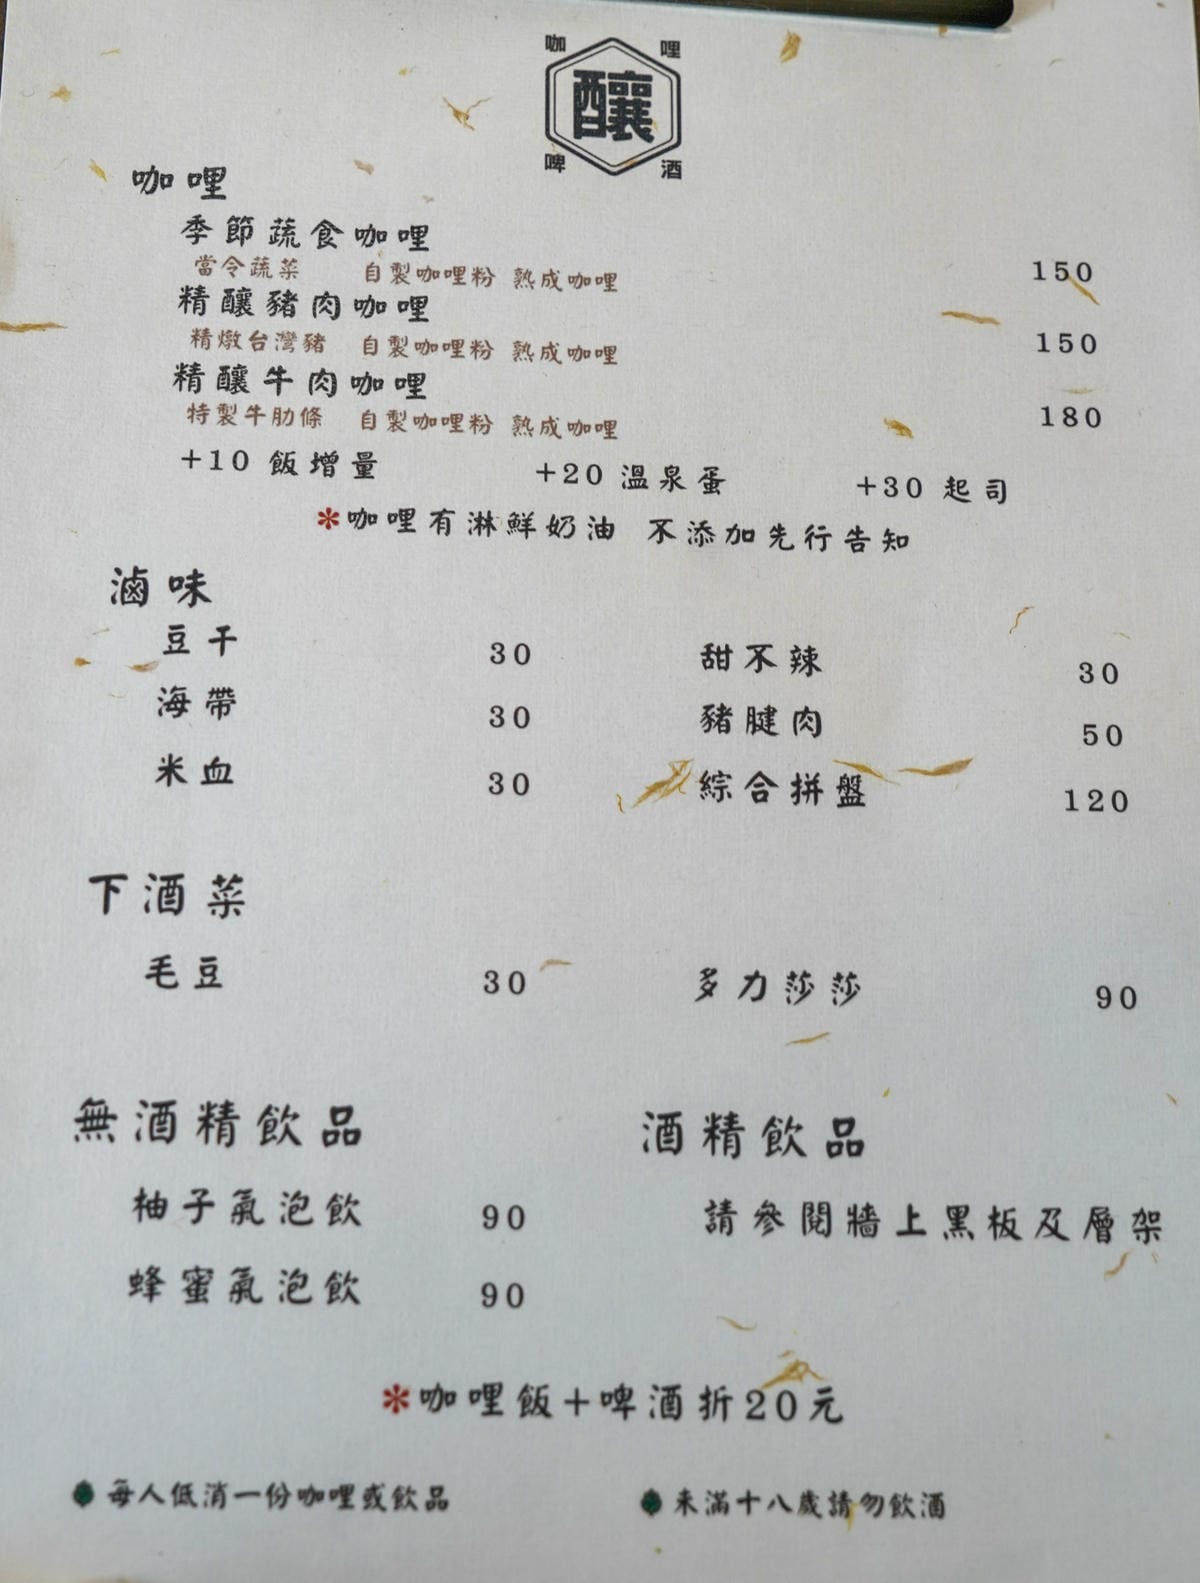 咖 哩
釀
啤 酒
咖哩
季節蔬食咖哩
當令蔬菜 自製咖哩粉 熟成咖哩 150
精釀豬肉咖哩
精燉台灣豬 自製咖哩粉 熟成咖哩 150
精釀牛肉咖哩
特製牛肋條 自製咖哩粉 熟成咖哩 180
+10 飯增量 +20 溫泉蛋 +30 起司
*咖哩有淋鮮奶油 不添加先行告知
滷味
豆干 30 甜不辣 30
海帶 30 豬腱肉 50
米血 30 綜合拼盤 120
下酒菜
毛豆 30 多力莎莎 90
無酒精飲品 酒精飲品
柚子氣泡飲 90 請參閱牆上黑板及層架
蜂蜜氣泡飲 90
*咖哩飯+啤酒折20元
每人低消一份咖哩或飲品 未滿十八歲請勿飲酒